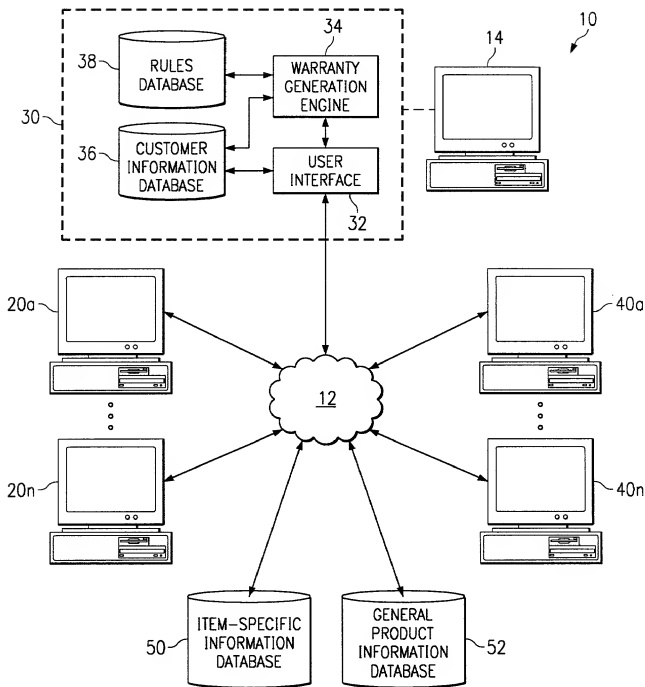 10
34
14
38
RULES
DATABASE
WARRANTY
GENERATION
ENGINE
30
36
CUSTOMER
INFORMATION
DATABASE
USER
INTERFACE
32
20a
40a
12
20n
40n
50
ITEM-SPECIFIC
INFORMATION
DATABASE
GENERAL
PRODUCT
INFORMATION
DATABASE
52